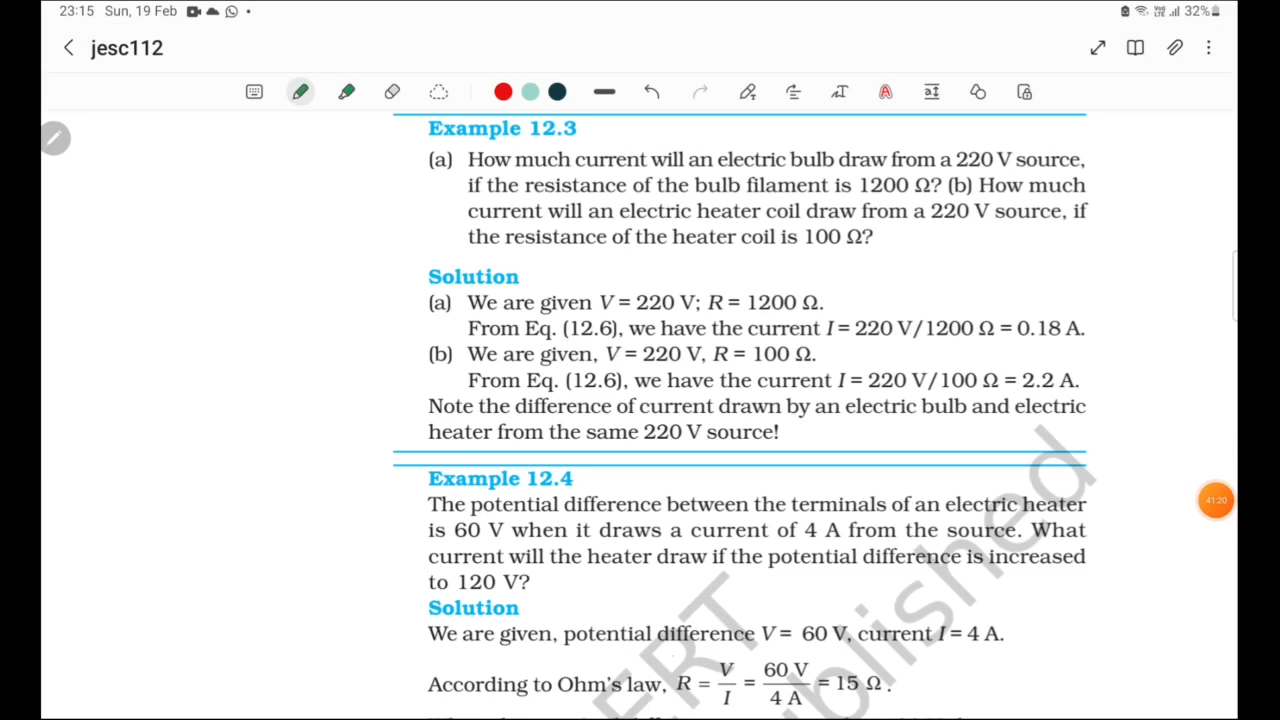 23:15 Sun, 19 Feb
32%
jesc112
Example 12.3
(a) How much current will an electric bulb draw from a 220 V source,
if the resistance of the bulb filament is 1200 Ω? (b) How much
current will an electric heater coil draw from a 220 V source, if
the resistance of the heater coil is 100 Ω?
Solution
(a) We are given V = 220 V; R = 1200 Ω.
From Eq. (12.6), we have the current I = 220 V/1200 Ω = 0.18 A.
(b) We are given, V = 220 V, R = 100 Ω.
From Eq. (12.6), we have the current I = 220 V/100 Ω = 2.2 A.
Note the difference of current drawn by an electric bulb and electric
heater from the same 220 V source!
Example 12.4
The potential difference between the terminals of an electric heater
is 60 V when it draws a current of 4 A from the source. What
current will the heater draw if the potential difference is increased
to 120 V?
41:20
Solution
We are given, potential difference V = 60 V, current I = 4 A.
According to Ohm's law, R = V/I = 60 V/4 A = 15 Ω.
ERT
ublished